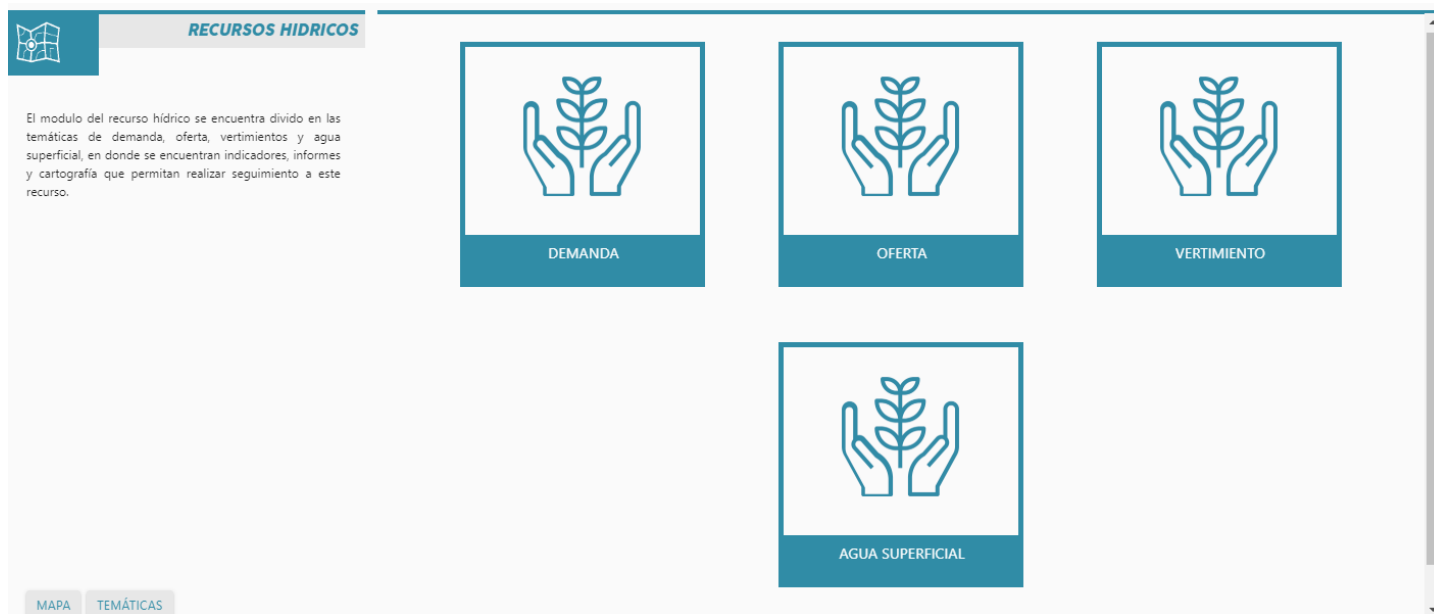 RECURSOS HIDRICOS
El modulo del recurso hídrico se encuentra divido en las
temáticas de demanda, oferta, vertimientos y agua
superficial, en donde se encuentran indicadores, informes
y cartografía que permitan realizar seguimiento a este
recurso.
DEMANDA
OFERTA
VERTIMIENTO
AGUA SUPERFICIAL
MAPA
TEMÁTICAS